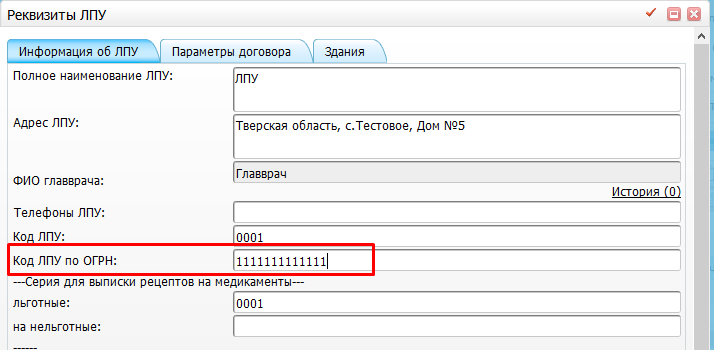 Реквизиты ЛПУ
Информация об ЛПУ Параметры договора Здания
Полное наименование ЛПУ: ЛПУ
Адрес ЛПУ: Тверская область, с.Тестовое, Дом №5
ФИО главврача: Главврач
История (0)
Телефоны ЛПУ:
Код ЛПУ: 0001
Код ЛПУ по ОГРН: 1111111111111
---Серия для выписки рецептов на медикаменты---
льготные: 0001
на нельготные:
------